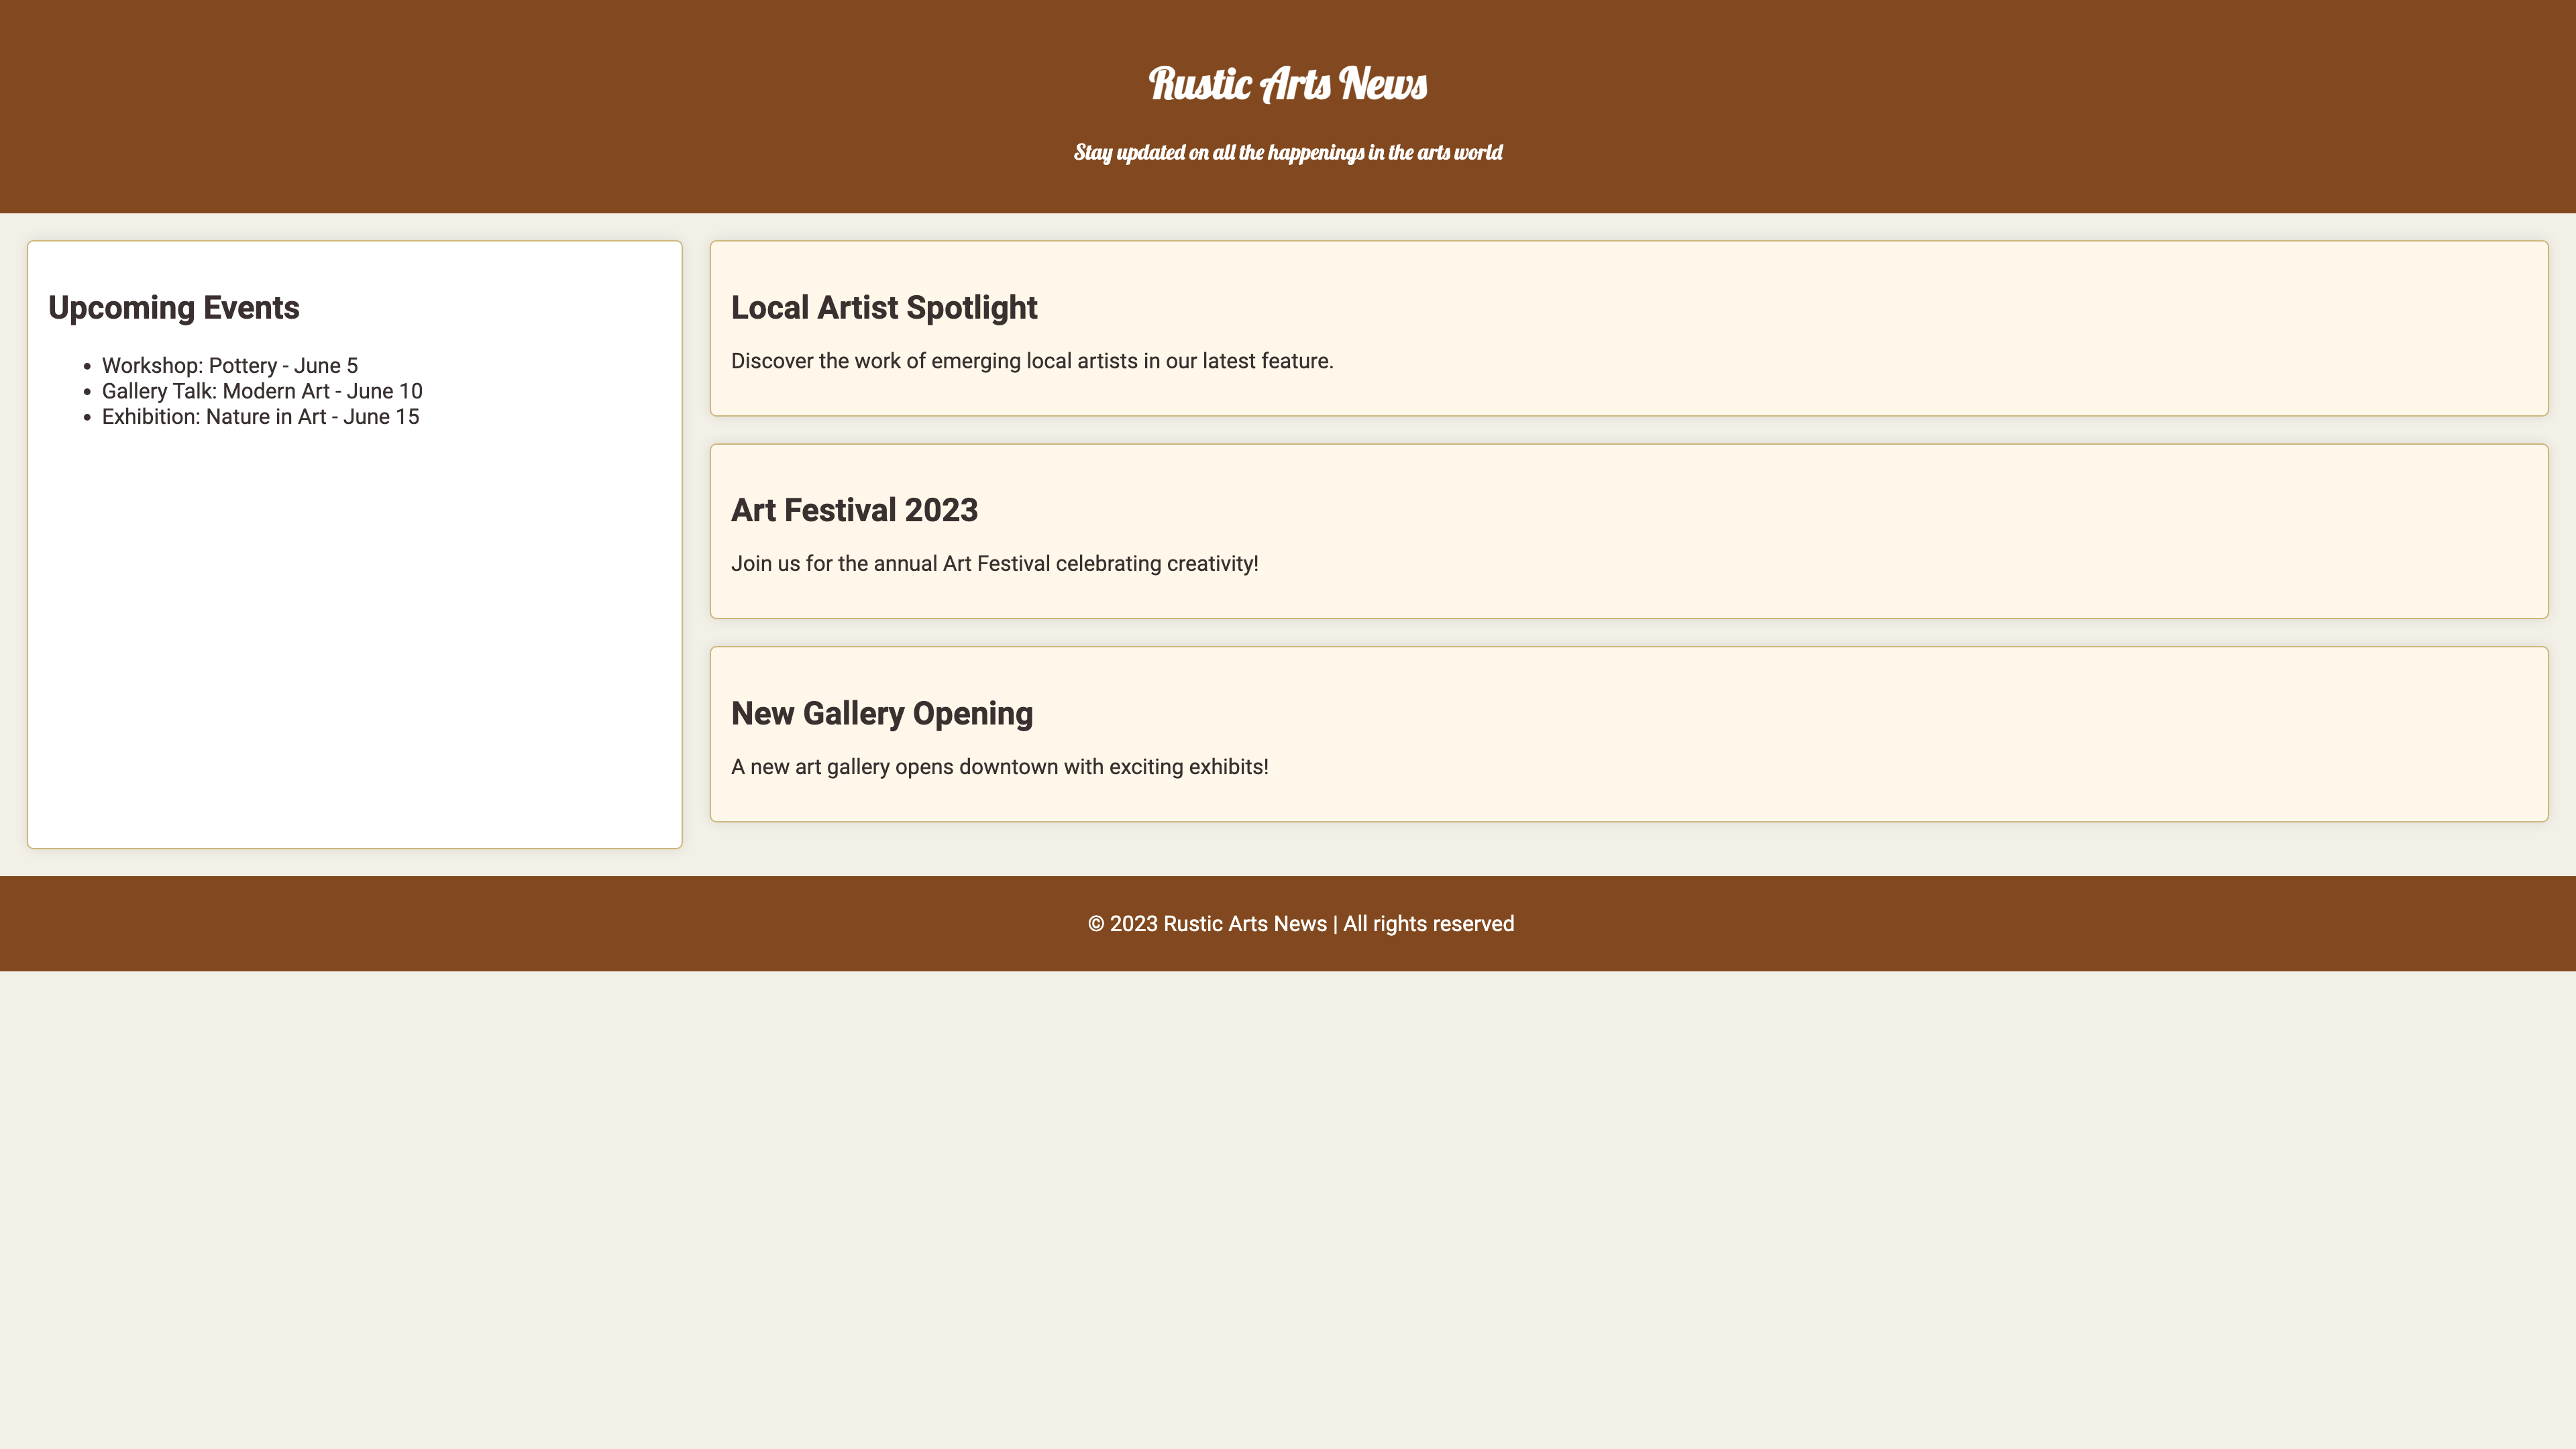 Rustic Arts News
Stay updated on all the happenings in the arts world
Upcoming Events
• Workshop: Pottery - June 5
• Gallery Talk: Modern Art - June 10
• Exhibition: Nature in Art - June 15
Local Artist Spotlight
Discover the work of emerging local artists in our latest feature.
Art Festival 2023
Join us for the annual Art Festival celebrating creativity!
New Gallery Opening
A new art gallery opens downtown with exciting exhibits!
© 2023 Rustic Arts News | All rights reserved